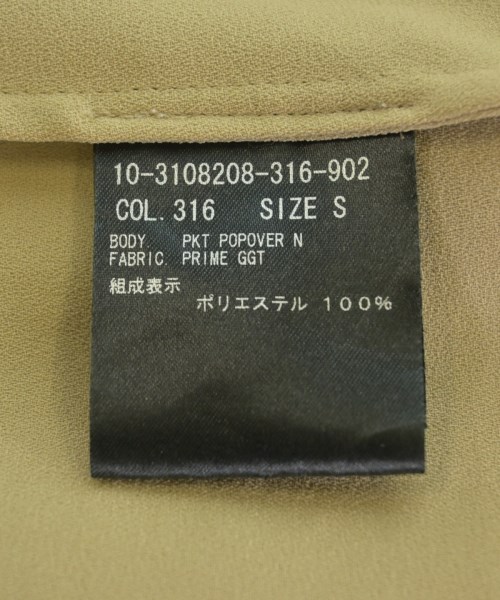 10-3108208-316-902
COL.316 SIZE S
BODY. PKT POPOVER N
FABRIC. PRIME GGT
組成表示
ポリエステル １００％